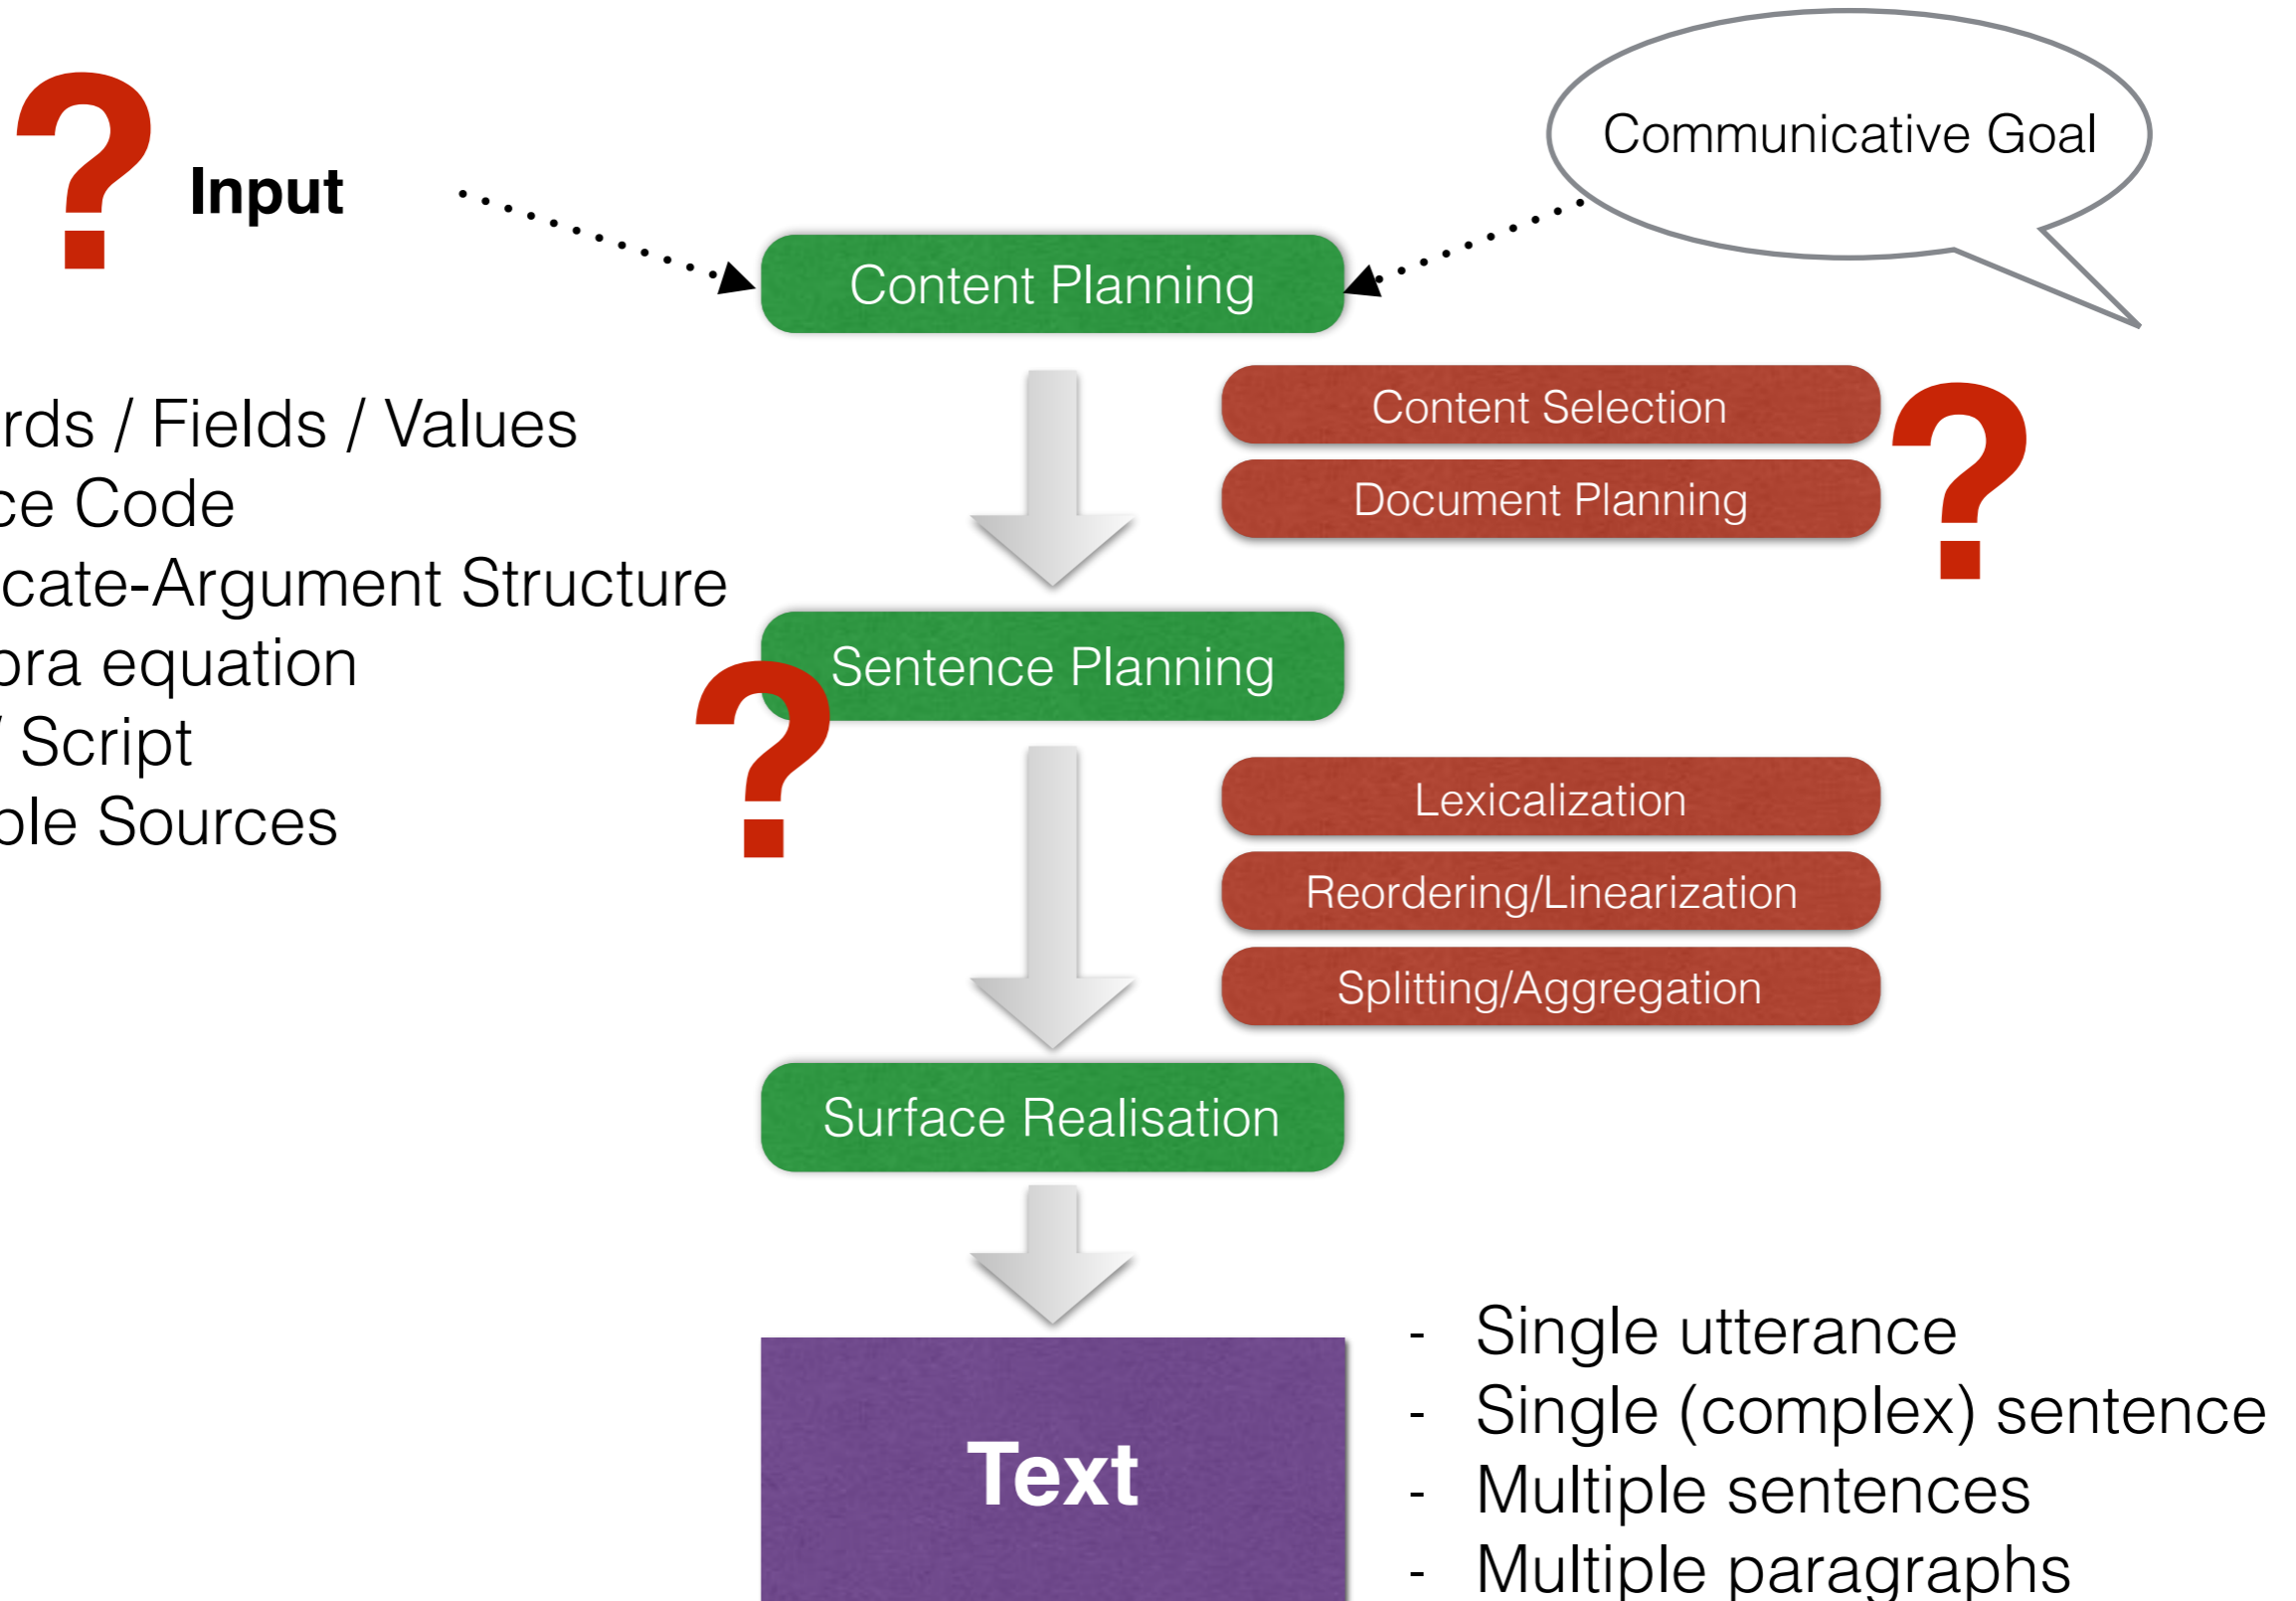 ?
Input
Communicative Goal
Content Planning
Content Selection
Document Planning
?
rds / Fields / Values
ce Code
cate-Argument Structure
bra equation
/ Script
ple Sources
Sentence Planning
?
Lexicalization
Reordering/Linearization
Splitting/Aggregation
Surface Realisation
Text
- Single utterance
- Single (complex) sentence
- Multiple sentences
- Multiple paragraphs